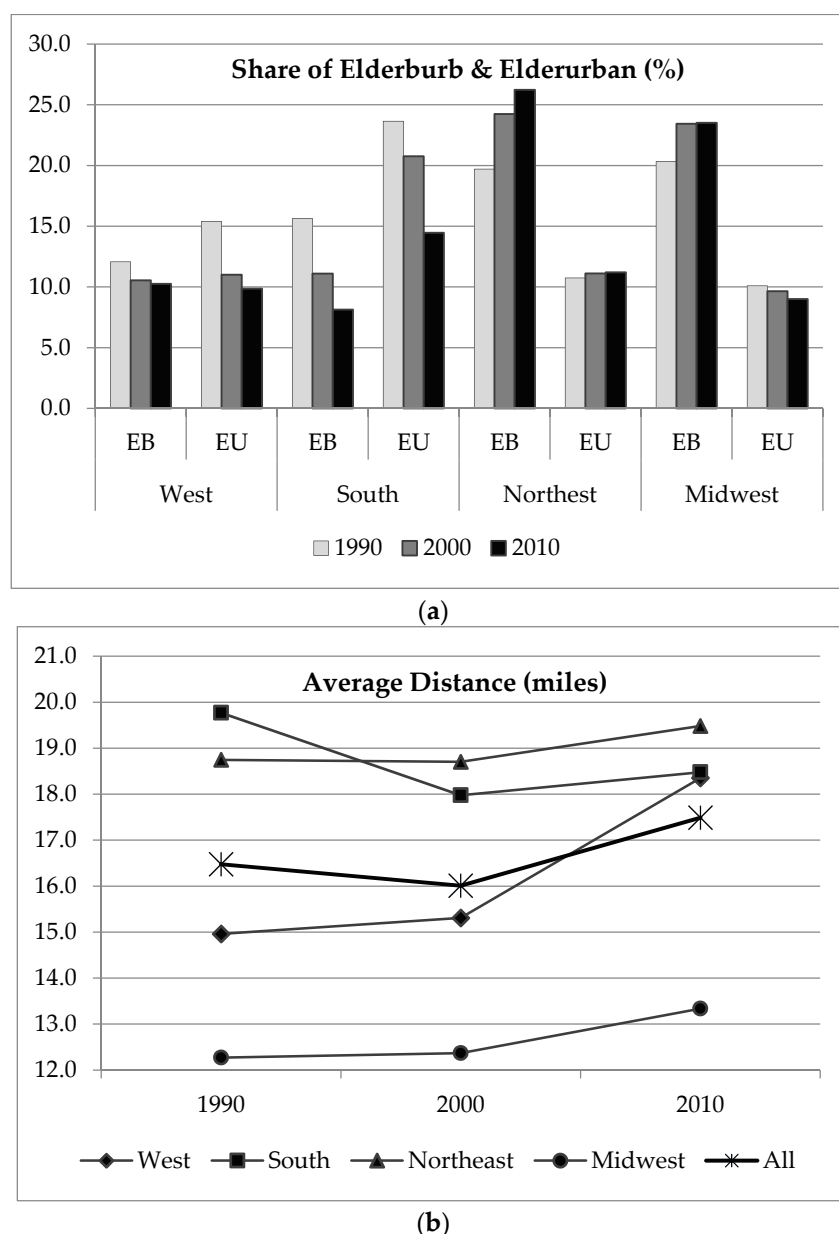 Share of Elderburb & Elderurban (%)
30.0
25.0
20.0
15.0
10.0
5.0
0.0
EB EU EB EU EB EU EB EU
West South Northest Midwest
1990 2000 2010
(a)
Average Distance (miles)
21.0
20.0
19.0
18.0
17.0
16.0
15.0
14.0
13.0
12.0
1990 2000 2010
West South Northeast Midwest All
(b)